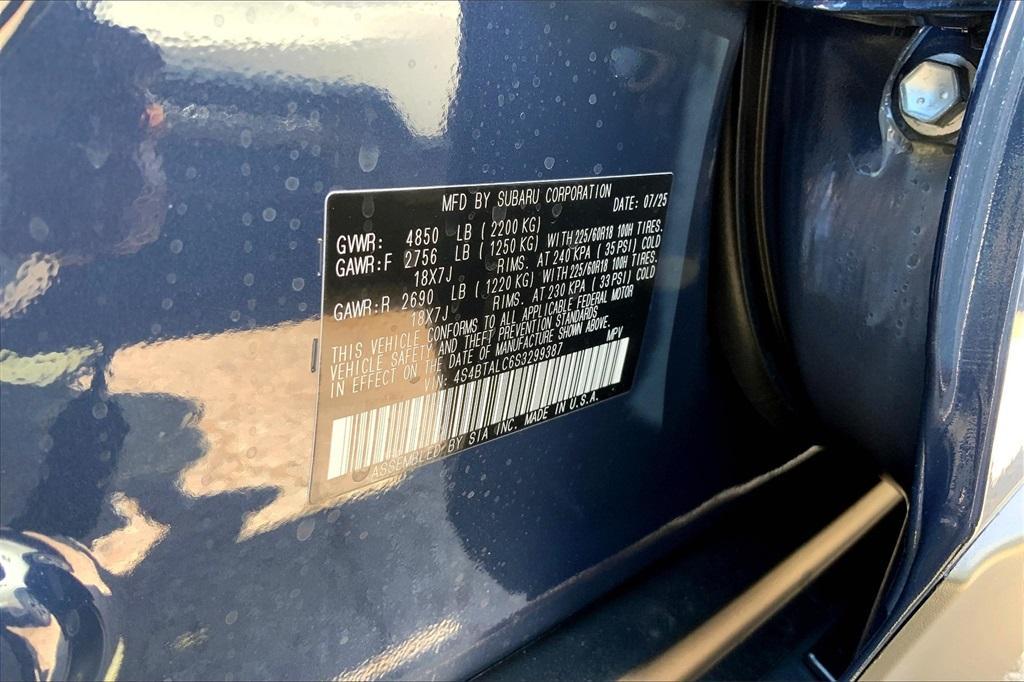 MFD BY SUBARU CORPORATION DATE: 07/25
GVWR: 4850 LB (2200 KG)
GAWR:F 2756 LB (1250 KG) WITH 225/60R18 100H TIRES.
18X7J RIMS. AT 240 KPA (35 PSI) COLD
GAWR:R 2690 LB (1220 KG) WITH 225/60R18 100H TIRES.
18X7J RIMS. AT 230 KPA (33 PSI) COLD
THIS VEHICLE CONFORMS TO ALL APPLICABLE FEDERAL MOTOR
VEHICLE SAFETY AND THEFT PREVENTION STANDARDS
IN EFFECT ON THE DATE OF MANUFACTURE SHOWN ABOVE.
VIN: 4S4BTALC6S3299387 MPV
ASSEMBLED BY SIA INC. MADE IN U.S.A.